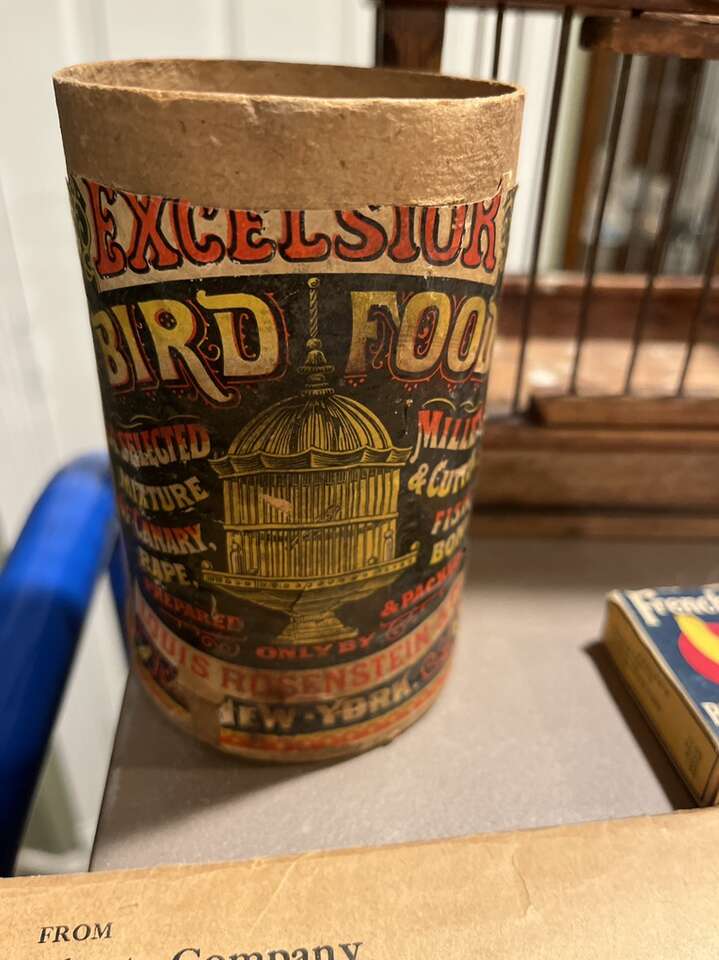 EXCELSIOR
BIRD FOOD
SELECTED
MIXTURE
CANARY,
RAPE,
MILLET
& CUTTLE
FISH
BONE
PREPARED
& PACKED
ONLY BY
LOUIS ROSENSTEIN
NEW-YORK.
French's
FROM
Company